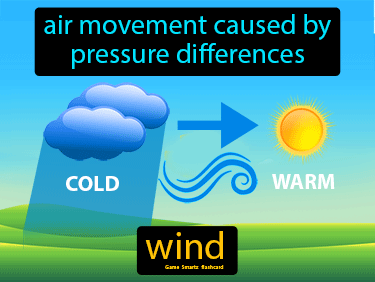 air movement caused by
pressure differences
COLD
WARM
wind
Game Smartz flashcard